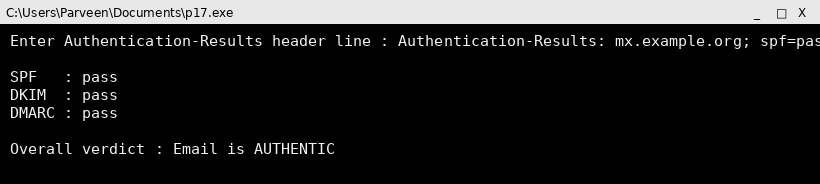 C:\Users\Parveen\Documents\p17.exe
Enter Authentication-Results header line : Authentication-Results: mx.example.org; spf=pas
SPF   : pass
DKIM  : pass
DMARC : pass
Overall verdict : Email is AUTHENTIC